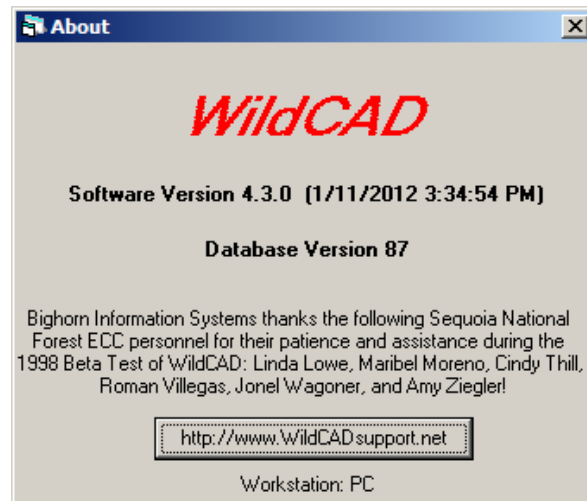 About
WildCAD
Software Version 4.3.0 (1/11/2012 3:34:54 PM)
Database Version 87
Bighorn Information Systems thanks the following Sequoia National
Forest ECC personnel for their patience and assistance during the
1998 Beta Test of WildCAD: Linda Lowe, Maribel Moreno, Cindy Thill,
Roman Villegas, Jonel Wagoner, and Amy Ziegler!
http://www.WildCADsupport.net
Workstation: PC